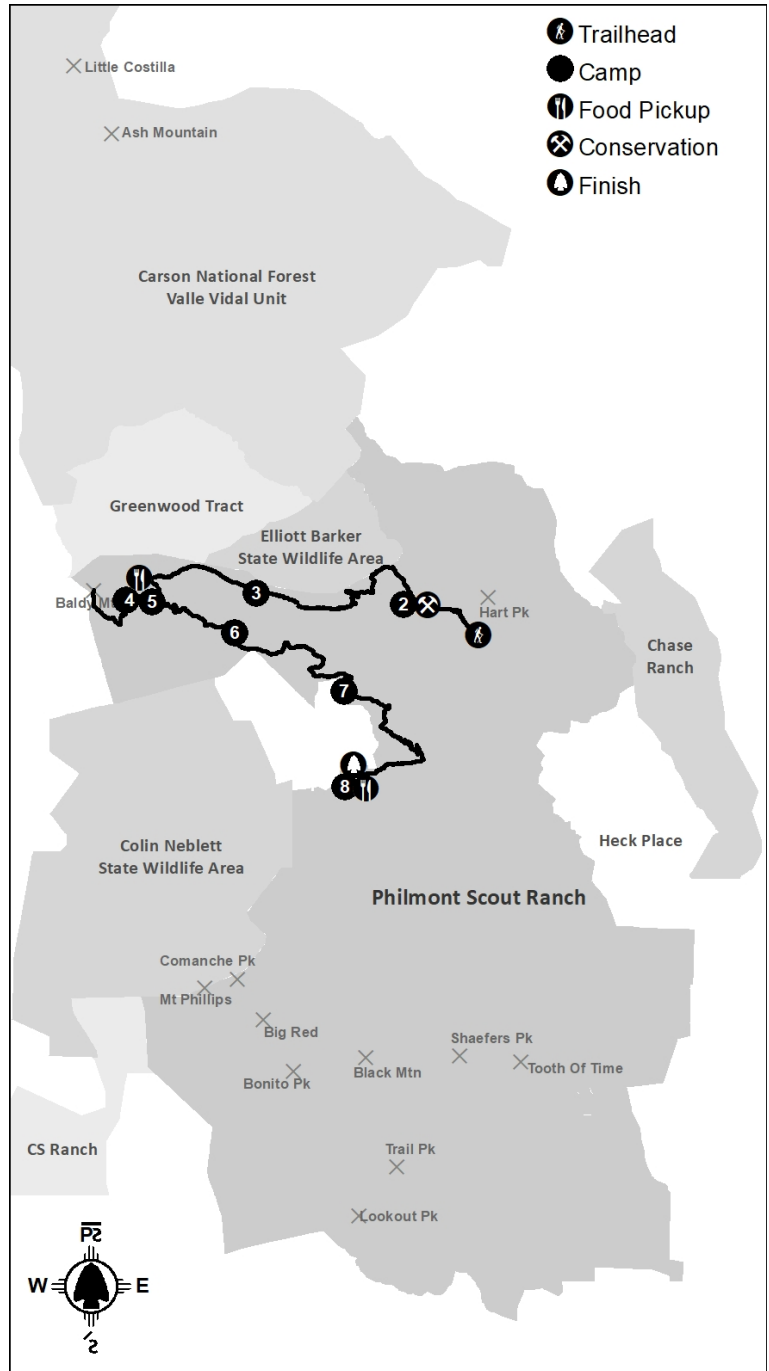 Trailhead
Camp
Food Pickup
Conservation
Finish
Little Costilla
Ash Mountain
Carson National Forest
Valle Vidal Unit
Greenwood Tract
Elliott Barker
State Wildlife Area
Baldy Mt
4
5
3
2
Hart Pk
6
7
8
Chase
Ranch
Heck Place
Colin Neblett
State Wildlife Area
Philmont Scout Ranch
Comanche Pk
Mt Phillips
Big Red
Bonito Pk
Black Mtn
Shaefers Pk
Tooth Of Time
Trail Pk
Lookout Pk
CS Ranch
W
E